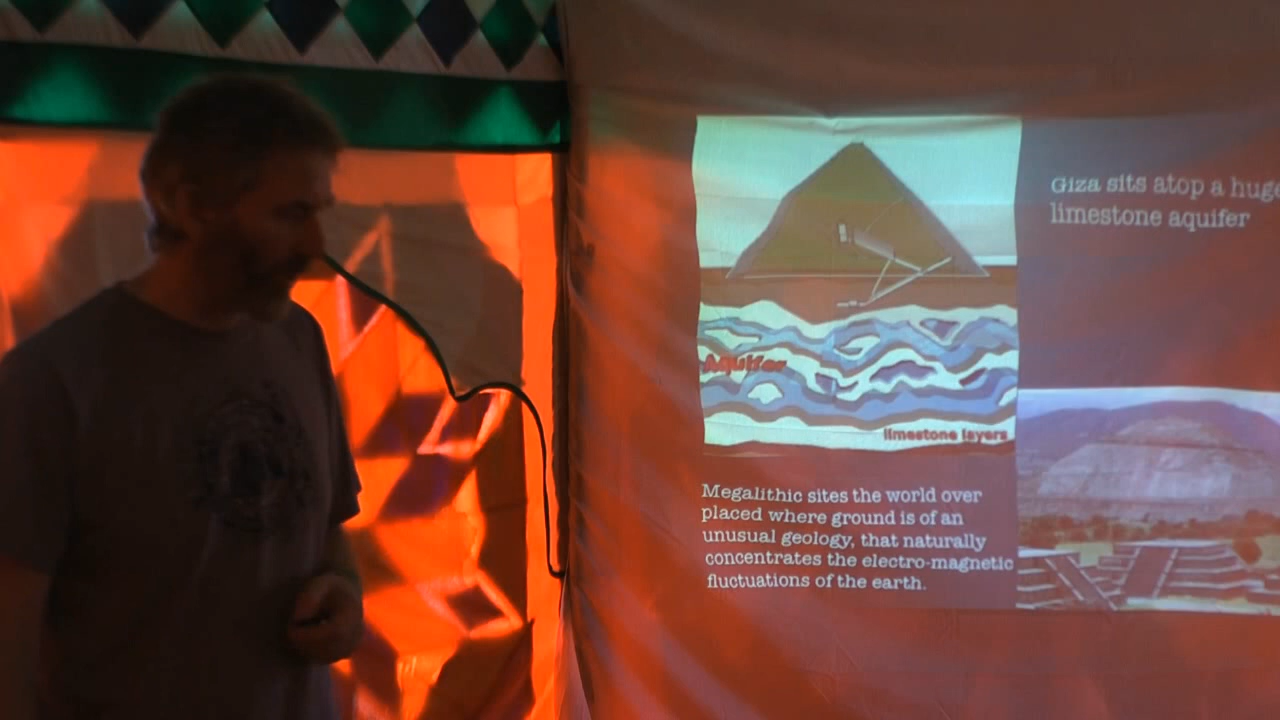 Giza sits atop a huge
limestone aquifer
Aquifer
limestone layers
Megalithic sites the world over
placed where ground is of an
unusual geology, that naturally
concentrates the electro-magnetic
fluctuations of the earth.